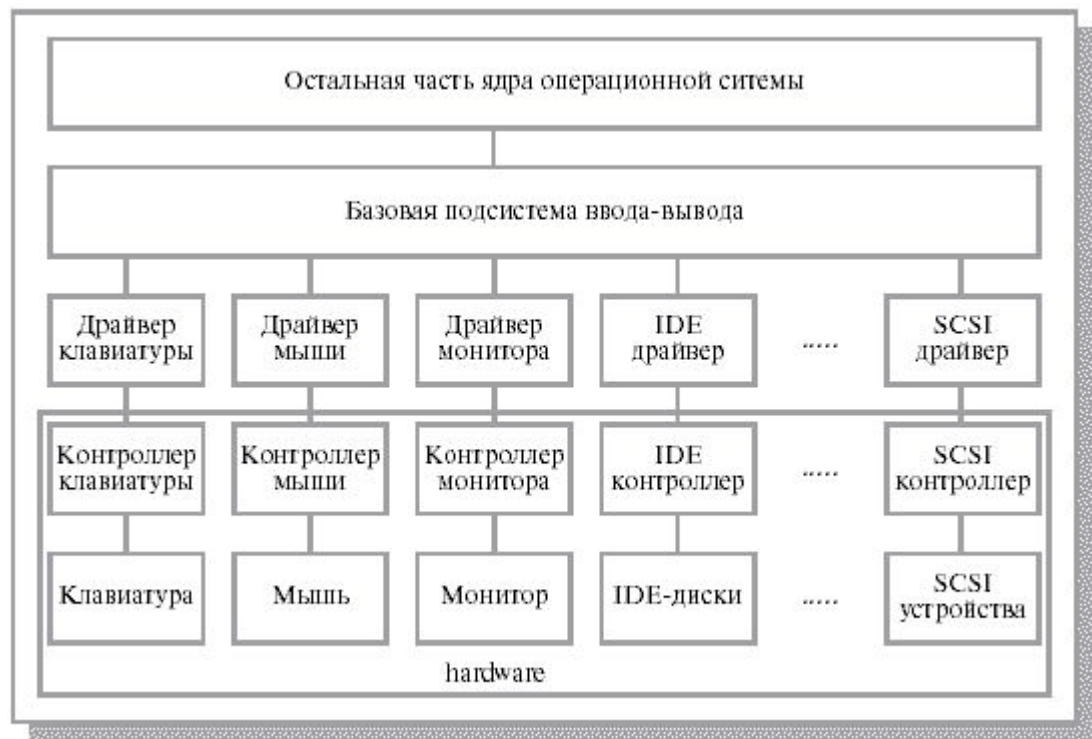 Остальная часть ядра операционной ситемы
Базовая подсистема ввода-вывода
Драйвер
клавиатуры
Драйвер
мыши
Драйвер
монитора
IDE
драйвер
.....
SCSI
драйвер
Контроллер
клавиатуры
Контроллер
мыши
Контроллер
монитора
IDE
контроллер
.....
SCSI
контроллер
Клавиатура
Мышь
Монитор
IDE-диски
.....
SCSI
устройства
hardware